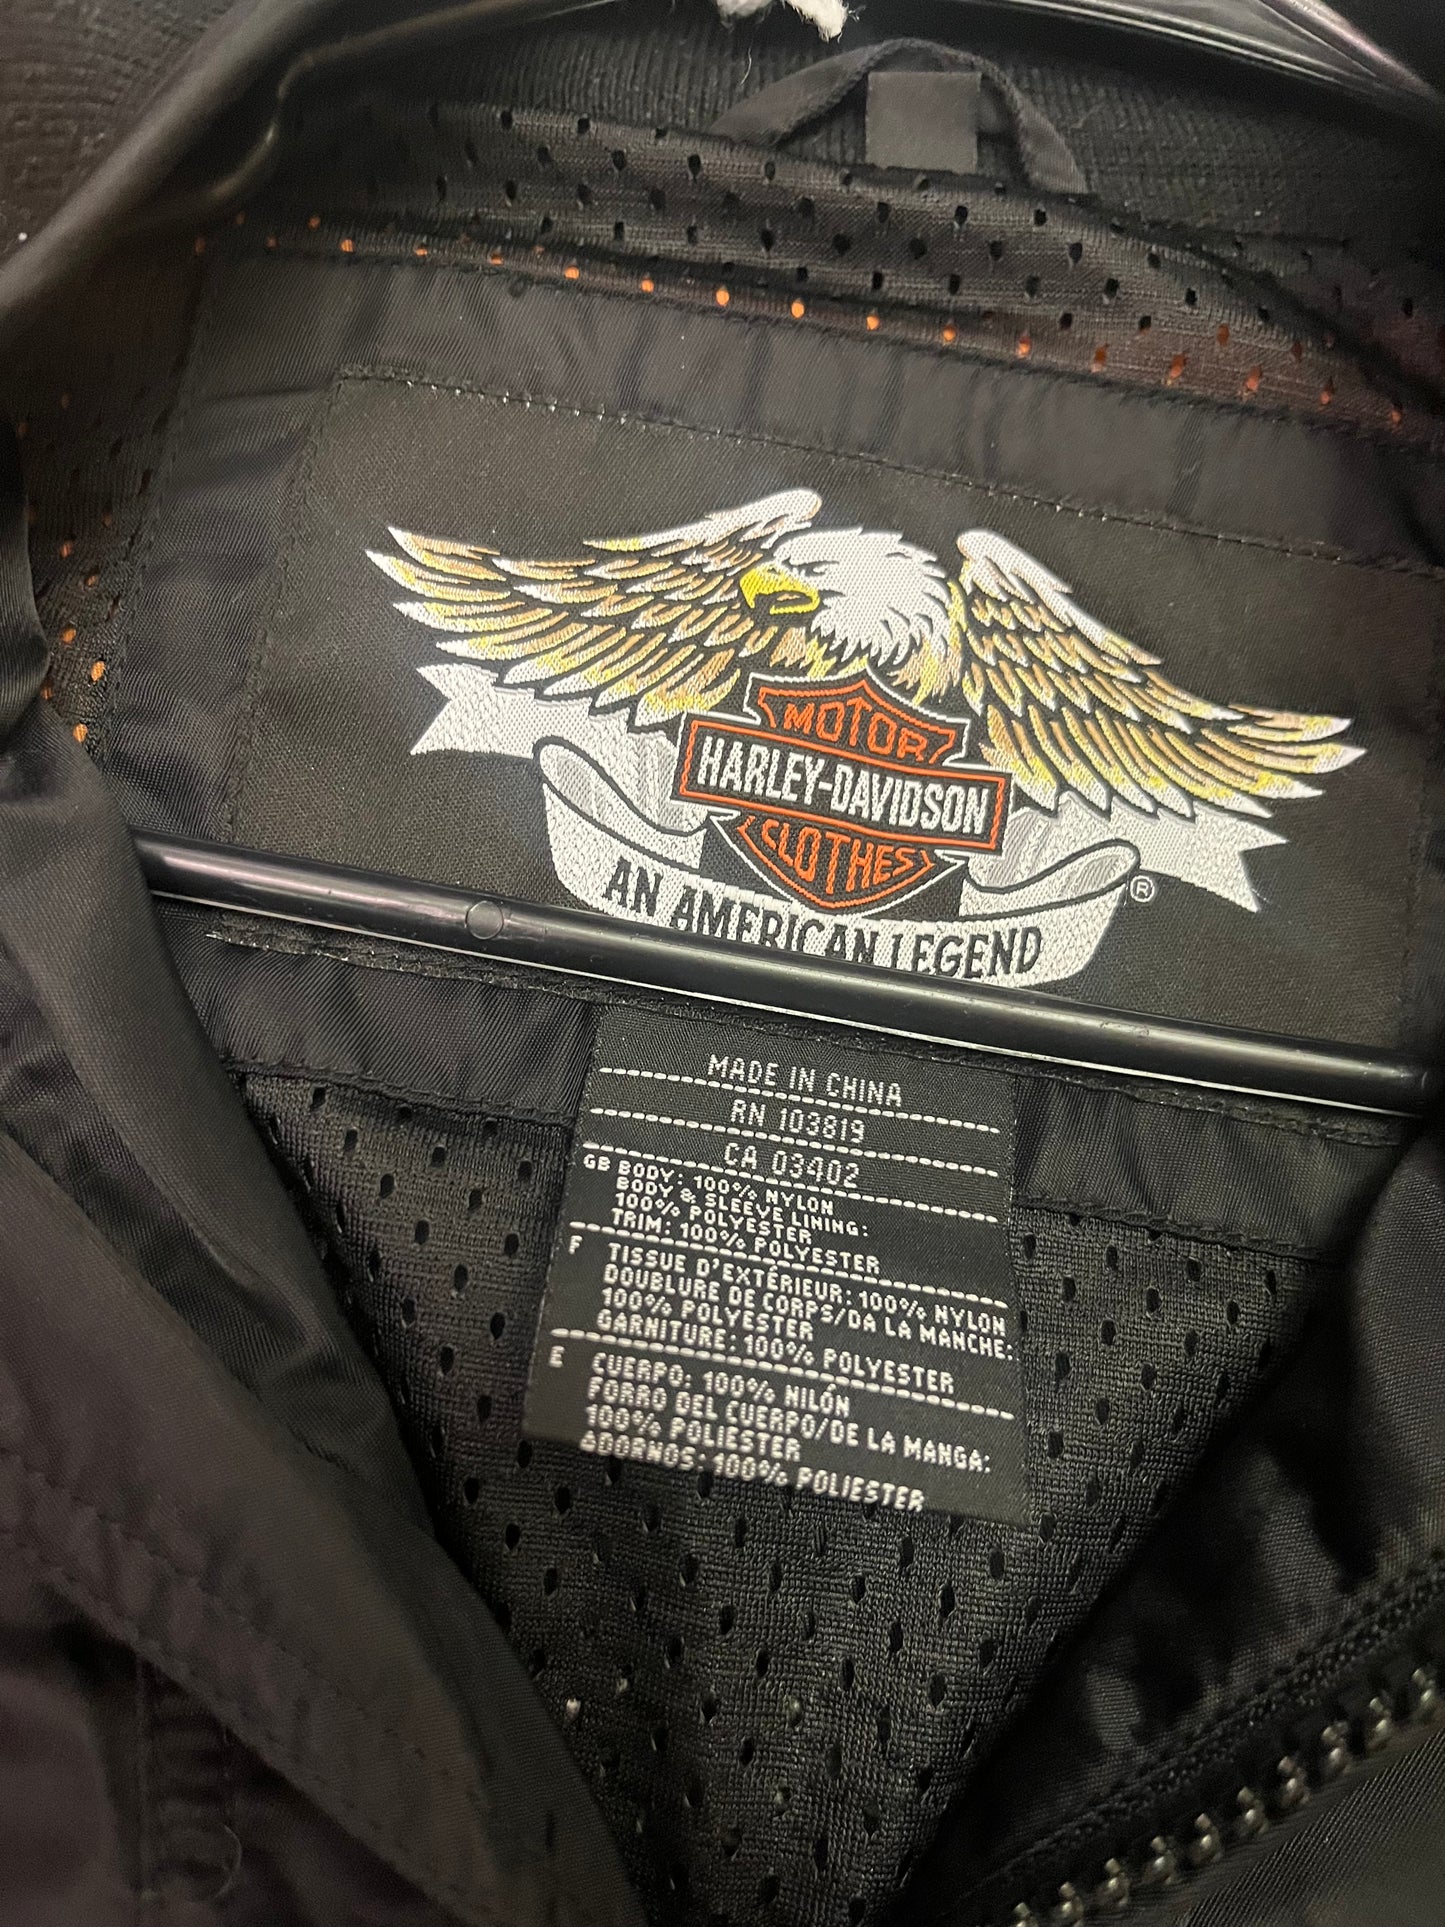 MOTOR
HARLEY-DAVIDSON
CLOTHES
®
AN AMERICAN LEGEND
MADE IN CHINA
RN 103819
CA 03402
GB BODY: 100% NYLON
BODY & SLEEVE LINING:
100% POLYESTER
TRIM: 100% POLYESTER
F TISSUE D'EXTÉRIEUR: 100% NYLON
DOUBLURE DE CORPS/DA LA MANCHE:
100% POLYESTER
GARNITURE: 100% POLYESTER
E CUERPO: 100% NILÓN
FORRO DEL CUERPO/DE LA MANGA:
100% POLIESTER
ADORNOS: 100% POLIESTER